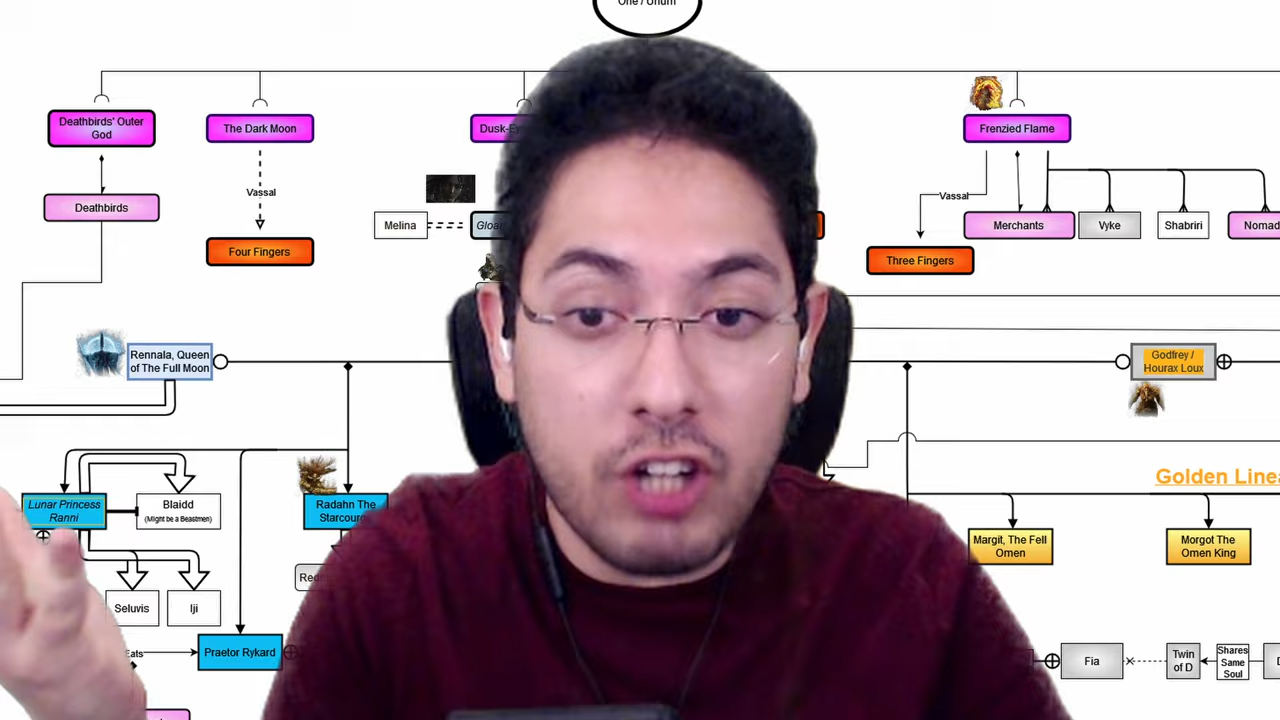 One / Unum
Deathbirds' Outer
God
The Dark Moon
Frenzied Flame
Vassal
Vassal
Deathbirds
Melina
Merchants
Vyke
Shabriri
Four Fingers
Three Fingers
Rennala, Queen
of The Full Moon
Godfrey /
Hourax Loux
Golden
Lunar Princess
Ranni
Blaidd
(Might be a Beastmen)
Radahn The
Margit, The Fell
Omen
Morgot The
Omen King
Seluvis
Iji
Eats
Praetor Rykard
Fia
Twin
of D
Shares
Same
Soul